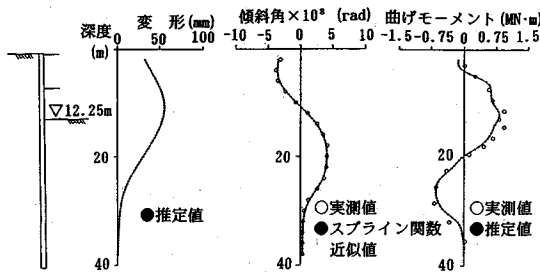 深度
(m)
変 形(mm)
0 50 100
20
40
●推定値
▽12.25m
傾斜角×10³ (rad)
-10 -5 0 5 10
20
40
○実測値
●スプライン関数
近似値
曲げモーメント(MN·m)
-1.5 -0.75 0 0.75 1.5
20
40
○実測値
●推定値